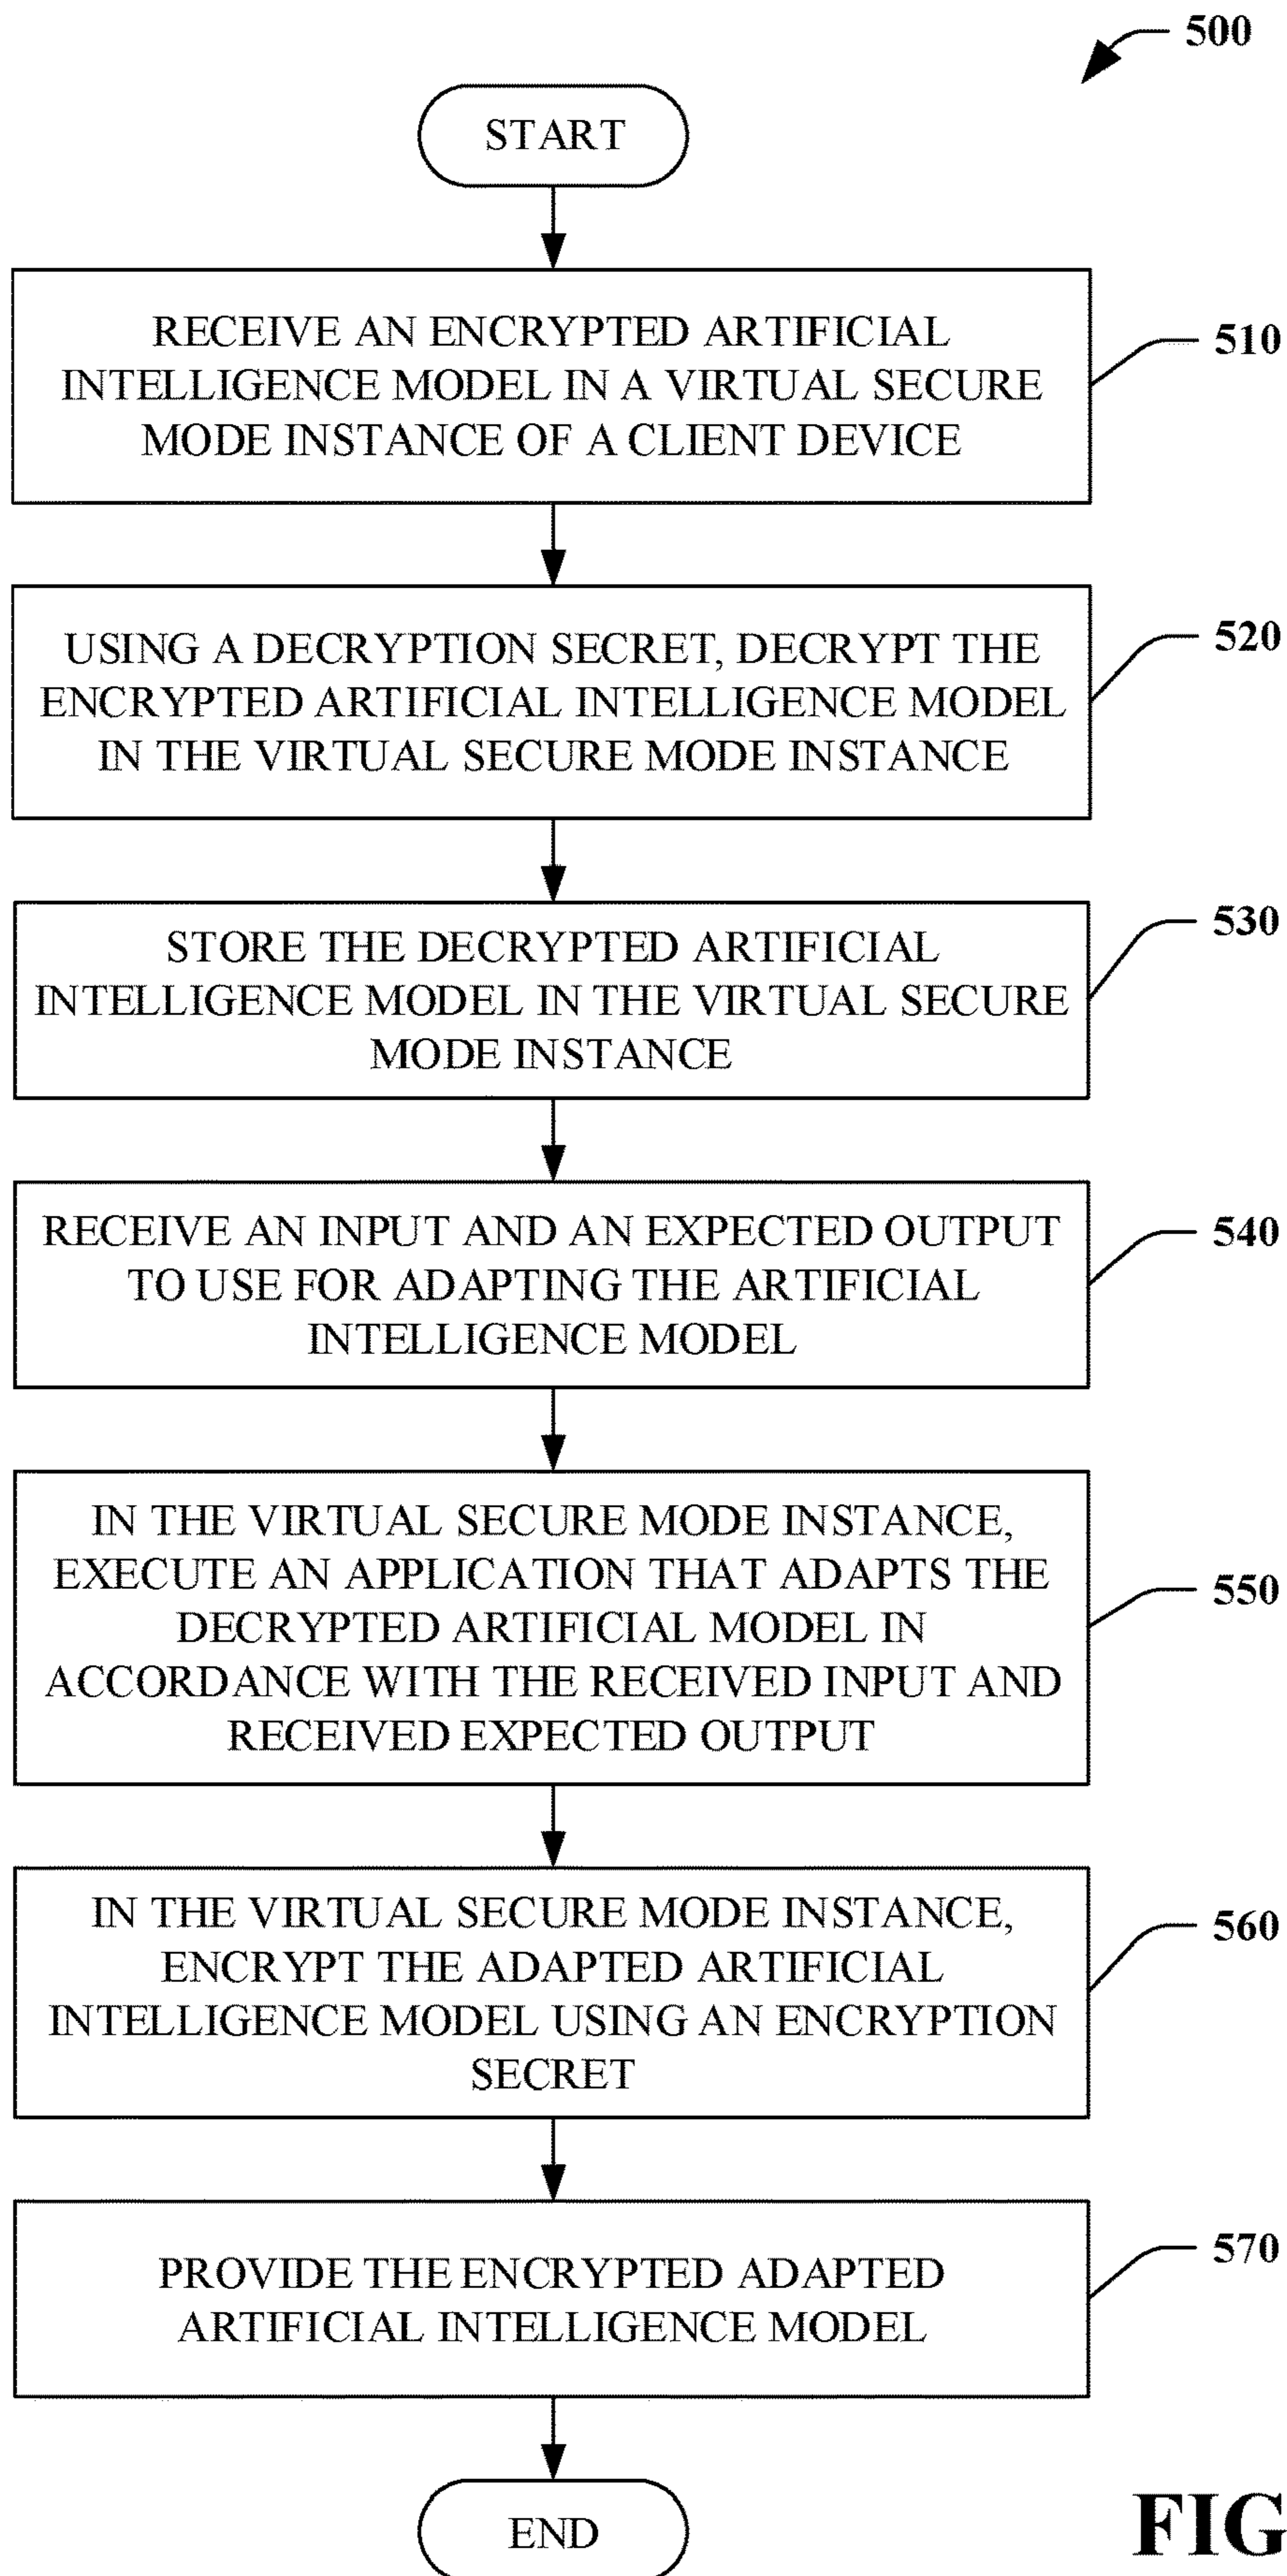 500
START
RECEIVE AN ENCRYPTED ARTIFICIAL
INTELLIGENCE MODEL IN A VIRTUAL SECURE
MODE INSTANCE OF A CLIENT DEVICE
510
USING A DECRYPTION SECRET, DECRYPT THE
ENCRYPTED ARTIFICIAL INTELLIGENCE MODEL
IN THE VIRTUAL SECURE MODE INSTANCE
520
STORE THE DECRYPTED ARTIFICIAL
INTELLIGENCE MODEL IN THE VIRTUAL SECURE
MODE INSTANCE
530
RECEIVE AN INPUT AND AN EXPECTED OUTPUT
TO USE FOR ADAPTING THE ARTIFICIAL
INTELLIGENCE MODEL
540
IN THE VIRTUAL SECURE MODE INSTANCE,
EXECUTE AN APPLICATION THAT ADAPTS THE
DECRYPTED ARTIFICIAL MODEL IN
ACCORDANCE WITH THE RECEIVED INPUT AND
RECEIVED EXPECTED OUTPUT
550
IN THE VIRTUAL SECURE MODE INSTANCE,
ENCRYPT THE ADAPTED ARTIFICIAL
INTELLIGENCE MODEL USING AN ENCRYPTION
SECRET
560
PROVIDE THE ENCRYPTED ADAPTED
ARTIFICIAL INTELLIGENCE MODEL
570
END
FIG